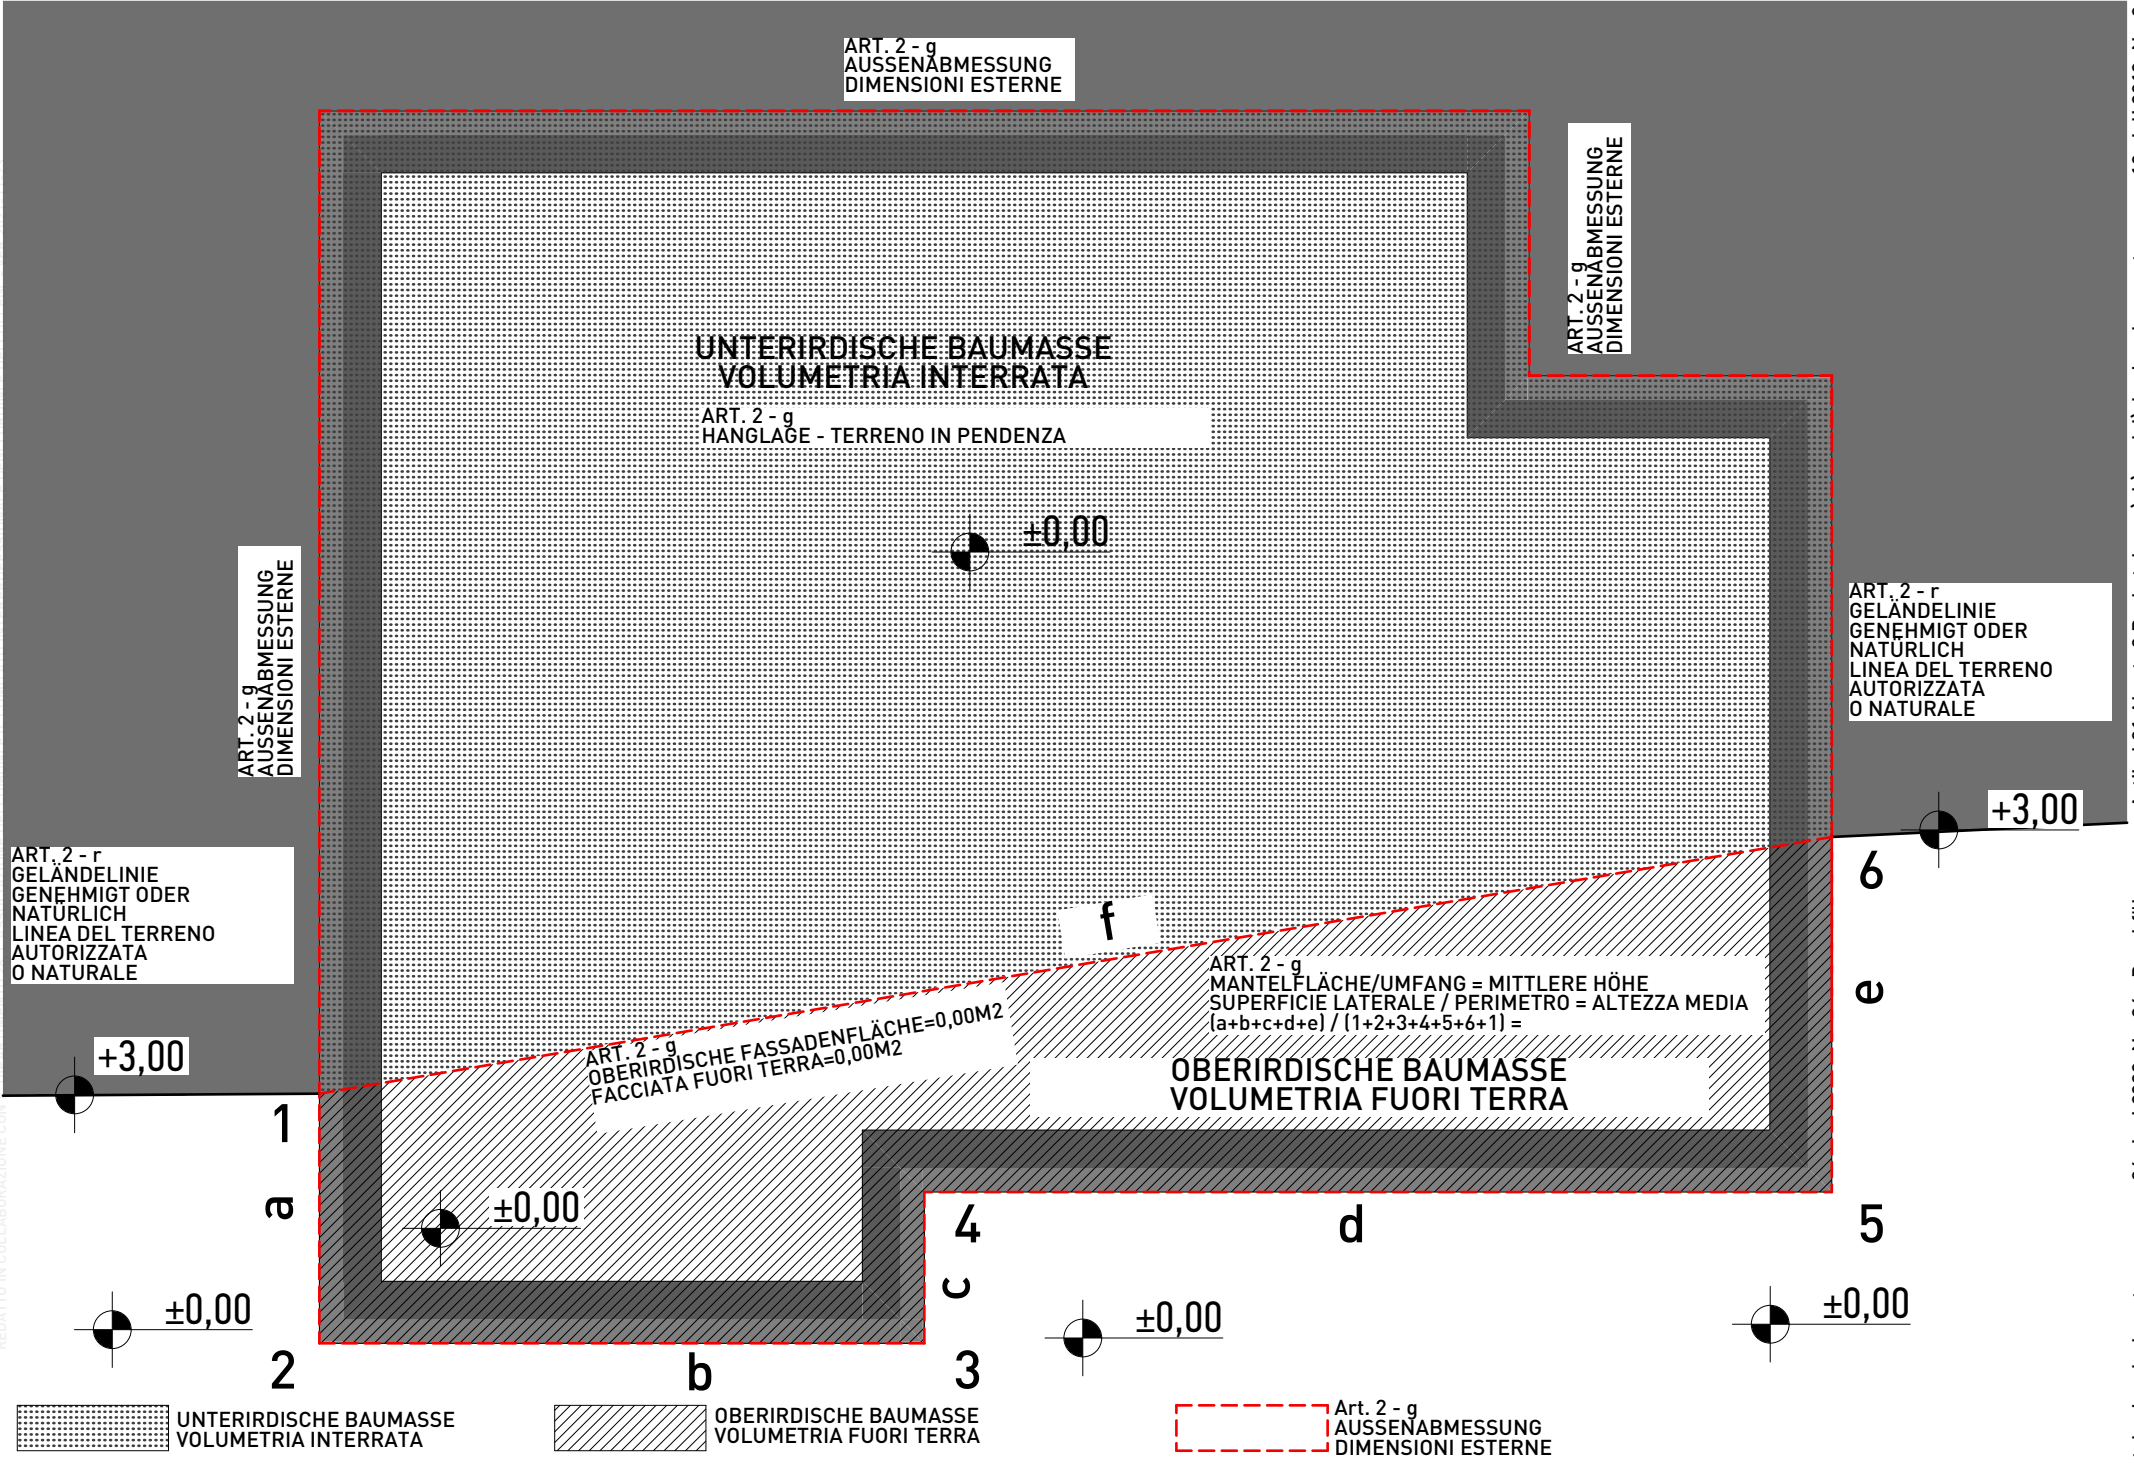 ART. 2 - g
AUSSENABMESSUNG
DIMENSIONI ESTERNE
ART. 2 - g
AUSSENABMESSUNG
DIMENSIONI ESTERNE
UNTERIRDISCHE BAUMASSE
VOLUMETRIA INTERRATA
ART. 2 - g
HANGLAGE - TERRENO IN PENDENZA
±0,00
ART. 2 - g
AUSSENABMESSUNG
DIMENSIONI ESTERNE
ART. 2 - r
GELÄNDELINIE
GENEHMIGT ODER
NATÜRLICH
LINEA DEL TERRENO
AUTORIZZATA
O NATURALE
+3,00
ART. 2 - r
GELÄNDELINIE
GENEHMIGT ODER
NATÜRLICH
LINEA DEL TERRENO
AUTORIZZATA
O NATURALE
+3,00
6
f
e
ART. 2 - g
MANTELFLÄCHE/UMFANG = MITTLERE HÖHE
SUPERFICIE LATERALE / PERIMETRO = ALTEZZA MEDIA
(a+b+c+d+e) / (1+2+3+4+5+6+1) =
ART. 2 - g
OBERIRDISCHE FASSADENFLÄCHE=0,00M2
FACCIATA FUORI TERRA=0,00M2
OBERIRDISCHE BAUMASSE
VOLUMETRIA FUORI TERRA
1
a
±0,00
4
d
5
c
±0,00
±0,00
±0,00
2
b
3
UNTERIRDISCHE BAUMASSE
VOLUMETRIA INTERRATA
OBERIRDISCHE BAUMASSE
VOLUMETRIA FUORI TERRA
Art. 2 - g
AUSSENABMESSUNG
DIMENSIONI ESTERNE